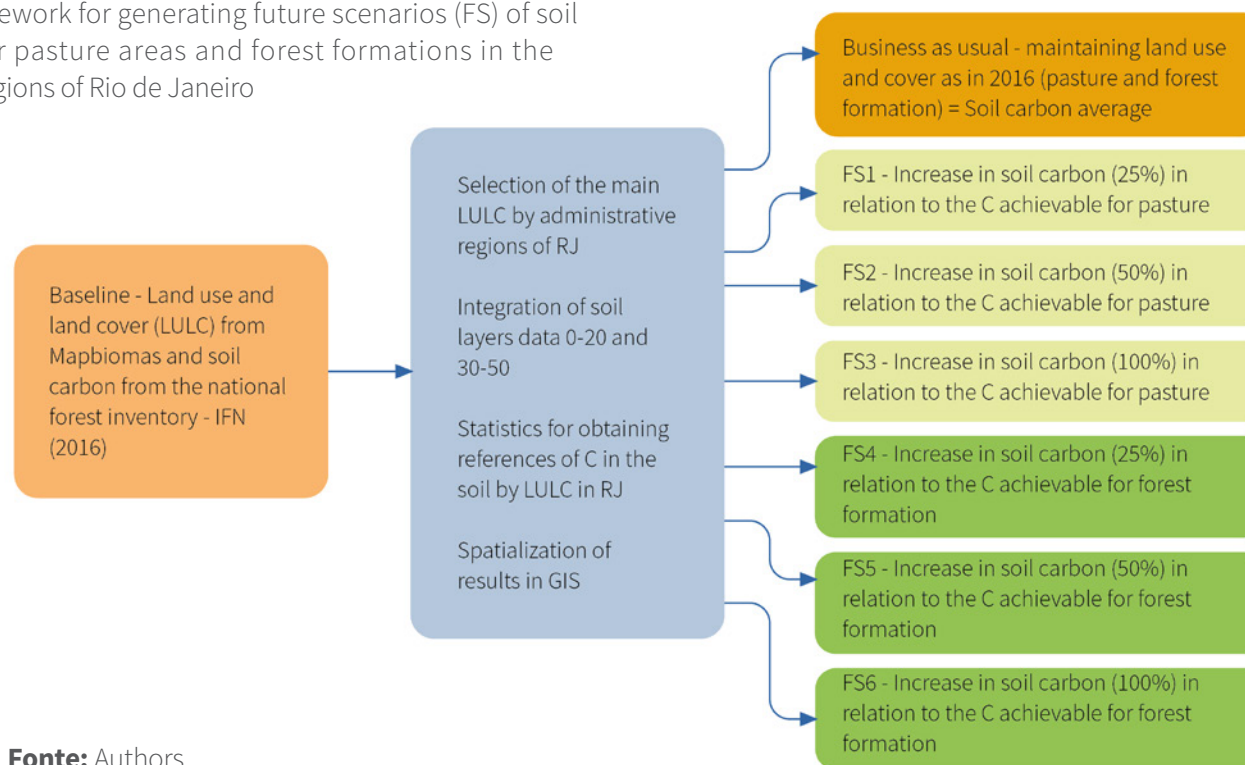 ework for generating future scenarios (FS) of soil
r pasture areas and forest formations in the
gions of Rio de Janeiro
Baseline - Land use and
land cover (LULC) from
Mapbiomas and soil
carbon from the national
forest inventory - IFN
(2016)
Selection of the main
LULC by administrative
regions of RJ
Integration of soil
layers data 0-20 and
30-50
Statistics for obtaining
references of C in the
soil by LULC in RJ
Spatialization of
results in GIS
Business as usual - maintaining land use
and cover as in 2016 (pasture and forest
formation) = Soil carbon average
FS1 - Increase in soil carbon (25%) in
relation to the C achievable for pasture
FS2 - Increase in soil carbon (50%) in
relation to the C achievable for pasture
FS3 - Increase in soil carbon (100%) in
relation to the C achievable for pasture
FS4 - Increase in soil carbon (25%) in
relation to the C achievable for forest
formation
FS5 - Increase in soil carbon (50%) in
relation to the C achievable for forest
formation
FS6 - Increase in soil carbon (100%) in
relation to the C achievable for forest
formation
Fonte: Authors